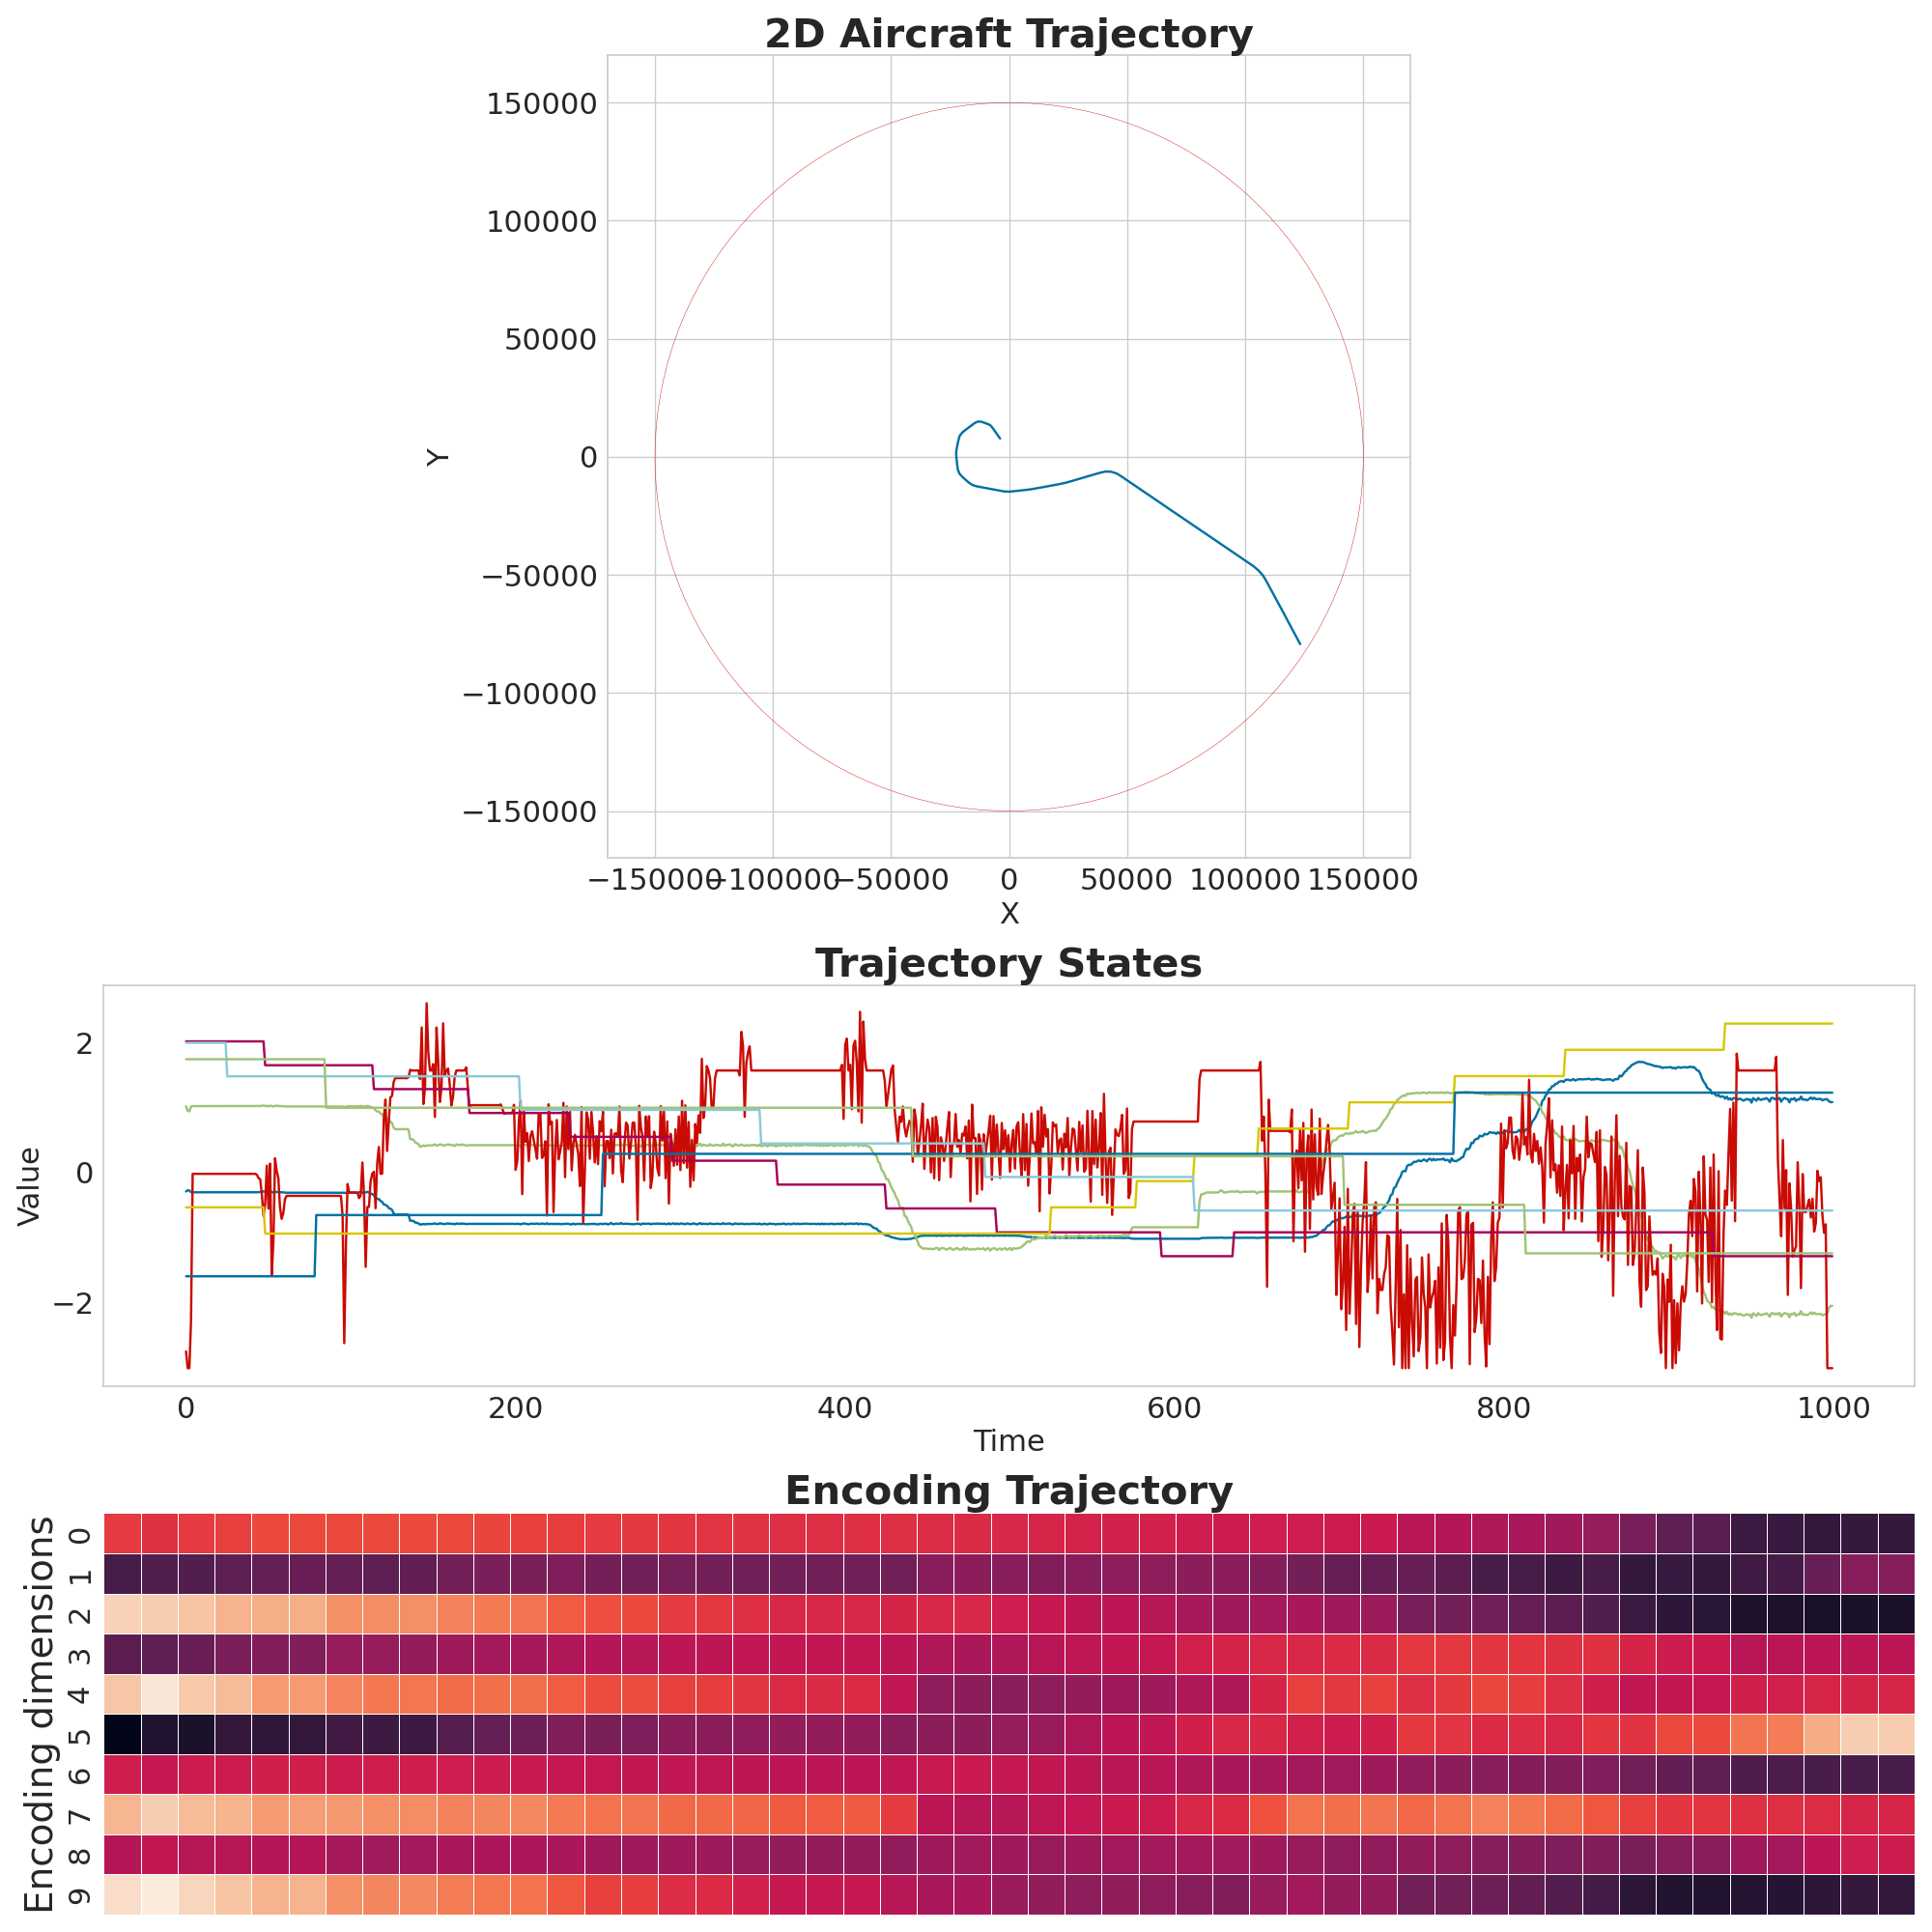 2D Aircraft Trajectory
150000
100000
50000
0
−50000
−100000
−150000
Y
−150000 −100000 −50000 0 50000 100000 150000
X
Trajectory States
2
0
−2
Value
0 200 400 600 800 1000
Time
Encoding Trajectory
Encoding dimensions
0
1
2
3
4
5
6
7
8
9